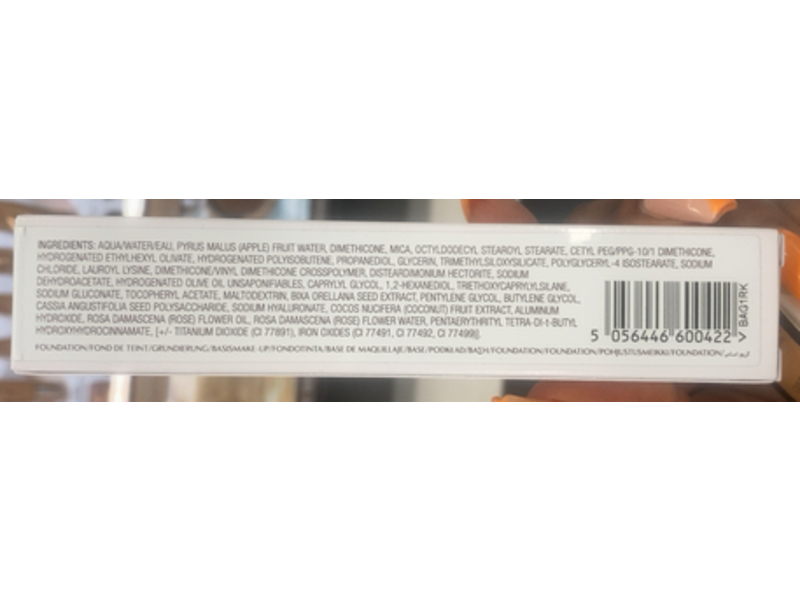 INGREDIENTS: AQUA/WATER/EAU, PYRUS MALUS (APPLE) FRUIT WATER, DIMETHICONE, MICA, OCTYLDODECYL STEAROYL STEARATE, CETYL PEG/PPG-10/1 DIMETHICONE,
HYDROGENATED ETHYLHEXYL OLIVATE, HYDROGENATED POLYISOBUTENE, PROPANEDIOL, GLYCERIN, TRIMETHYLSILOXYSILICATE, POLYGLYCERYL-4 ISOSTEARATE, SODIUM
CHLORIDE, LAUROYL LYSINE, DIMETHICONE/VINYL DIMETHICONE CROSSPOLYMER, DISTEARDIMONIUM HECTORITE, SODIUM
DEHYDROACETATE, HYDROGENATED OLIVE OIL UNSAPONIFIABLES, CAPRYLYL GLYCOL, 1,2-HEXANEDIOL, TRIETHOXYCAPRYLYLSILANE,
SODIUM GLUCONATE, TOCOPHERYL ACETATE, MALTODEXTRIN, BIXA ORELLANA SEED EXTRACT, PENTYLENE GLYCOL, BUTYLENE GLYCOL,
CASSIA ANGUSTIFOLIA SEED POLYSACCHARIDE, SODIUM HYALURONATE, COCOS NUCIFERA (COCONUT) FRUIT EXTRACT, ALUMINUM
HYDROXIDE, ROSA DAMASCENA (ROSE) FLOWER OIL, ROSA DAMASCENA (ROSE) FLOWER WATER, PENTAERYTHRITYL TETRA-DI-t-BUTYL
HYDROXYHYDROCINNAMATE, [+/- TITANIUM DIOXIDE (CI 77891), IRON OXIDES (CI 77491, CI 77492, CI 77499)].
FOUNDATION/FOND DE TEINT/GRUNDIERUNG/BASISMAKE-UP/FONDOTINTA/BASE DE MAQUILLAJE/BASE/PODKŁAD/BAZH/FOUNDATION/FOUNDATION/POHJUSTUSMEIKKI/FOUNDATION/
5 056446 600422 >
BAG1RK